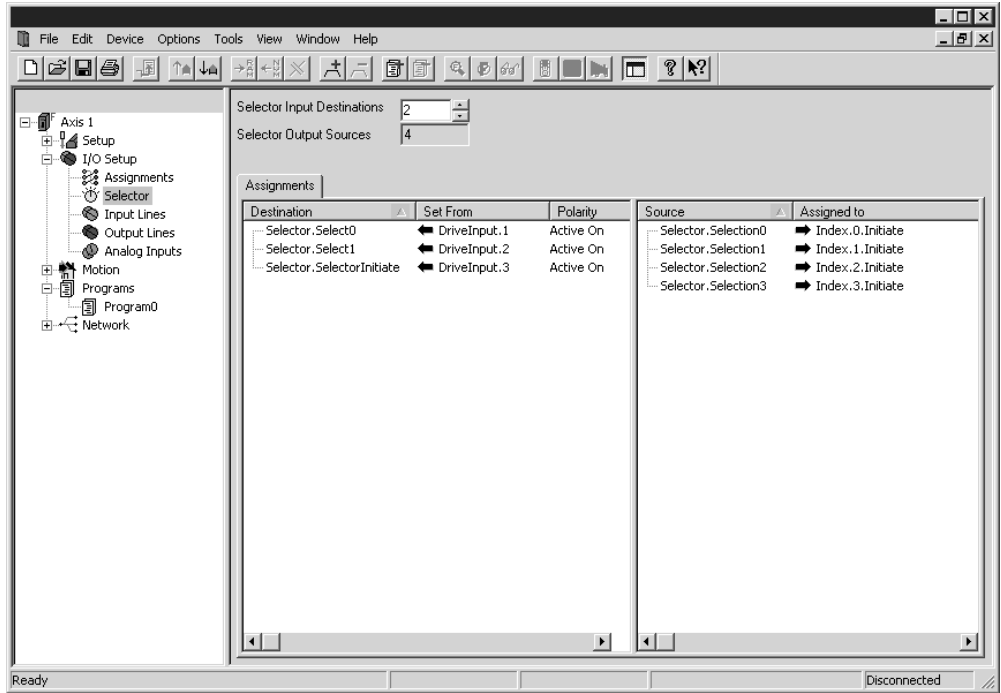 File Edit Device Options Tools View Window Help
Axis 1
Setup
I/O Setup
Assignments
Selector
Input Lines
Output Lines
Analog Inputs
Motion
Programs
Program0
Network
Selector Input Destinations 2
Selector Output Sources 4
Assignments
Destination Set From Polarity
Selector.Select0 DriveInput.1 Active On
Selector.Select1 DriveInput.2 Active On
Selector.SelectorInitiate DriveInput.3 Active On
Source Assigned to
Selector.Selection0 Index.0.Initiate
Selector.Selection1 Index.1.Initiate
Selector.Selection2 Index.2.Initiate
Selector.Selection3 Index.3.Initiate
Ready Disconnected